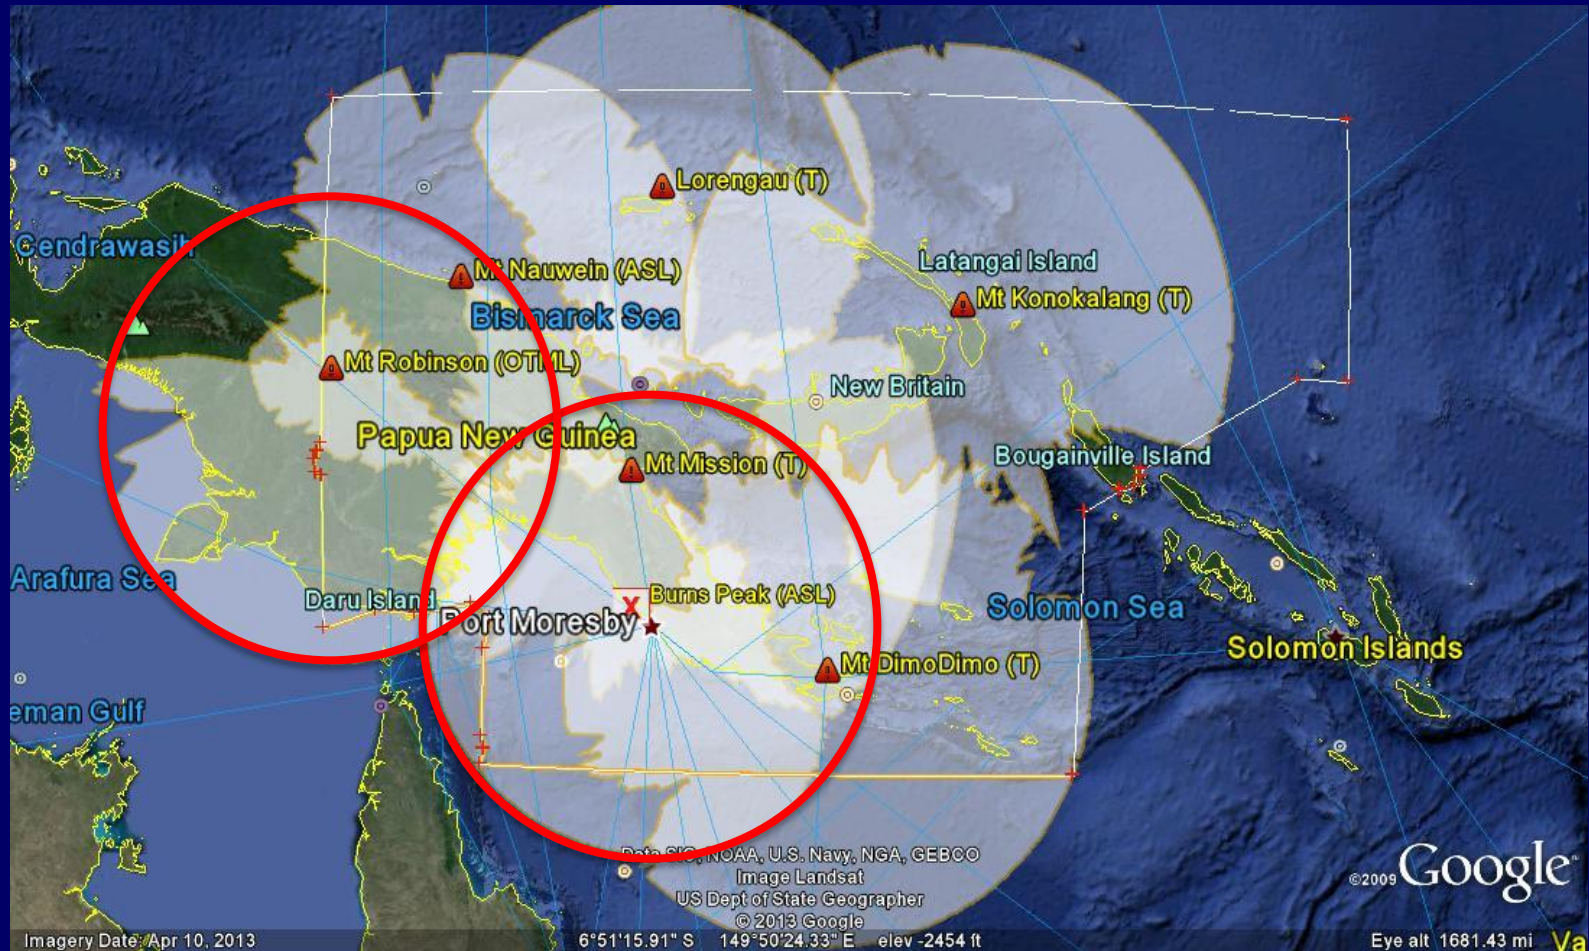 Lorengau (T)
Cendrawasih
Latangai Island
Mt Nauwein (ASL)
Mt Konokalang (T)
Bismarck Sea
Mt Robinson (OTML)
New Britain
Papua New Guinea
Bougainville Island
Mt Mission (T)
Arafura Sea
Daru Island
Burns Peak (ASL)
X
Port Moresby
Solomon Sea
Solomon Islands
Mt DimoDimo (T)
eman Gulf
Data SIO, NOAA, U.S. Navy, NGA, GEBCO
Image Landsat
US Dept of State Geographer
© 2013 Google
©2009 Google
Imagery Date: Apr 10, 2013
6°51'15.91" S 149°50'24.33" E elev -2454 ft
Eye alt 1681.43 mi
Va